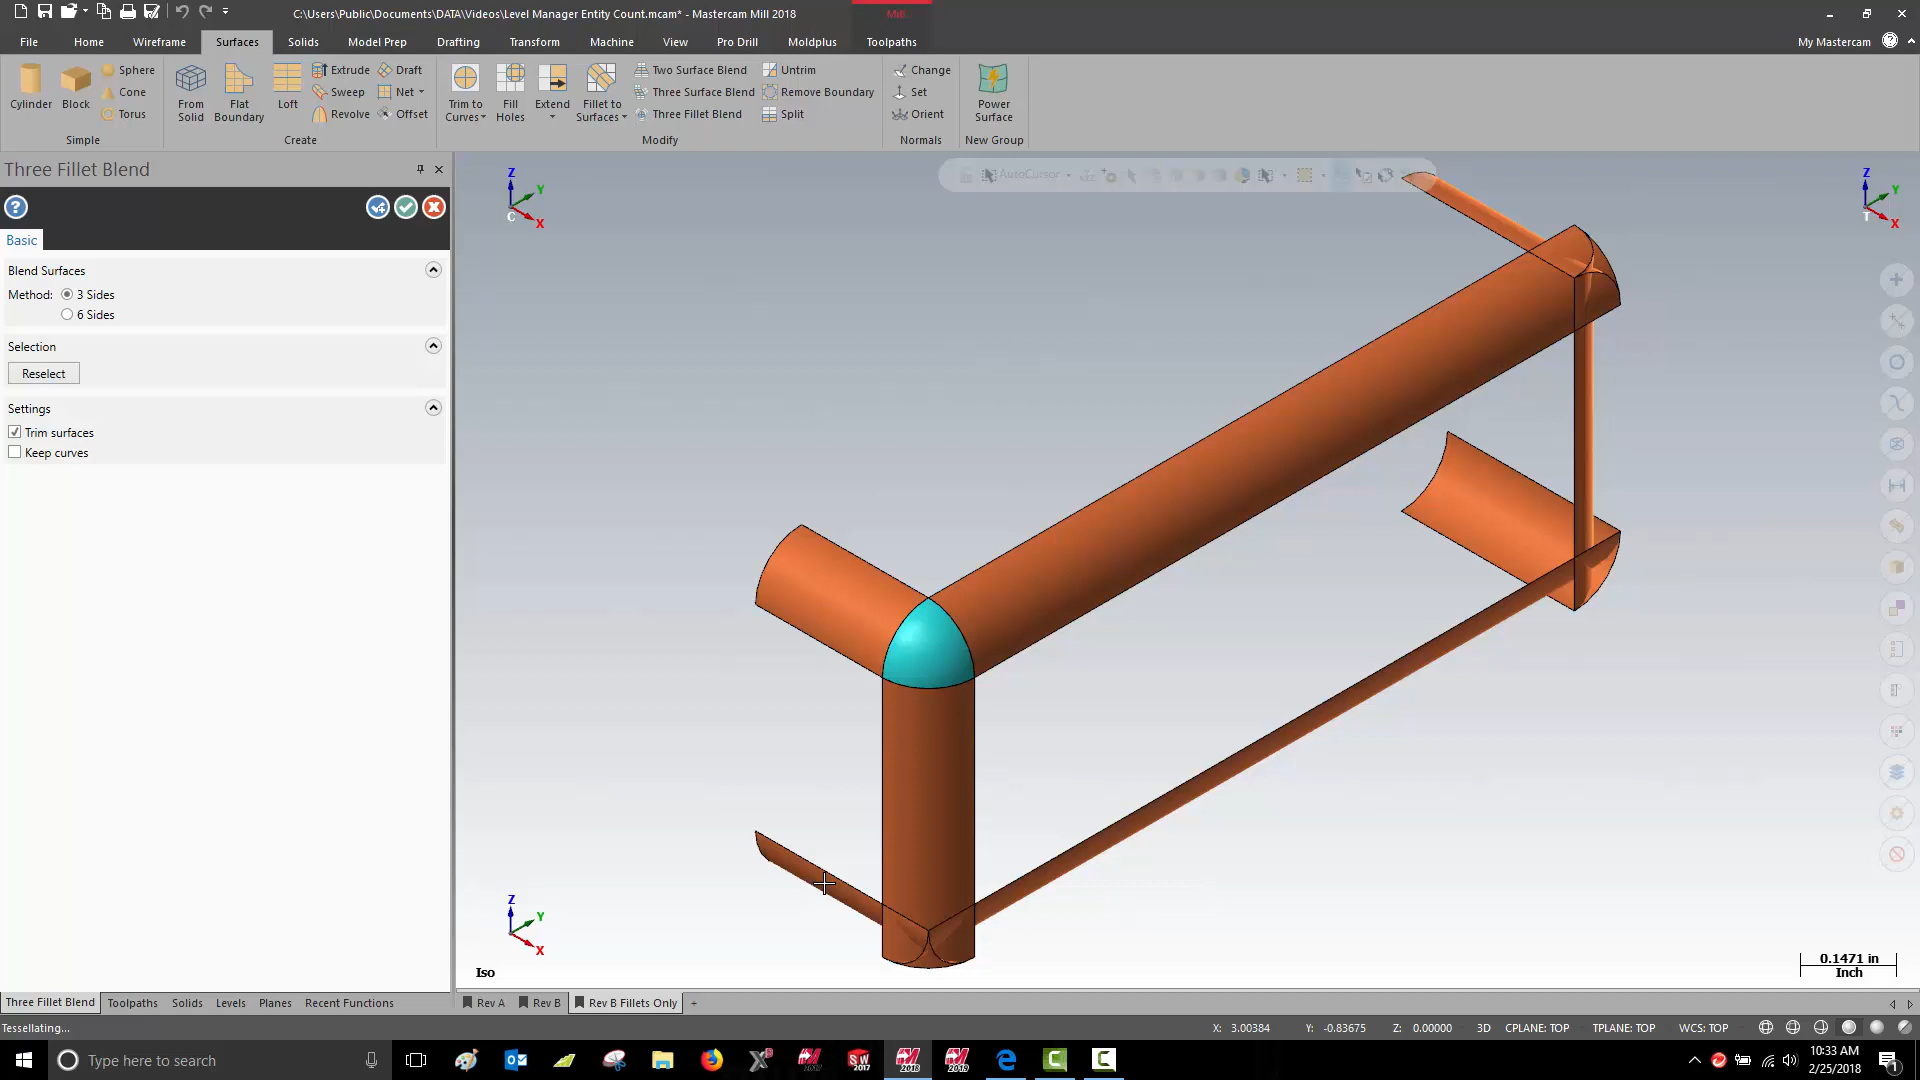 C:\Users\Public\Documents\DATA\Videos\Level Manager Entity Count.mcam* - Mastercam Mill 2018
Mill
File Home Wireframe Surfaces Solids Model Prep Drafting Transform Machine View Pro Drill Moldplus Toolpaths My Mastercam
Cylinder Block Sphere Cone Torus
Simple
From Solid Flat Boundary Loft Extrude Sweep Revolve Draft Net Offset
Create
Trim to Curves Fill Holes Extend Fillet to Surfaces Two Surface Blend Three Surface Blend Three Fillet Blend Untrim Remove Boundary Split
Modify
Change Set Orient
Normals
Power Surface
New Group
Three Fillet Blend
Basic
Blend Surfaces
Method: 3 Sides
6 Sides
Selection
Reselect
Settings
Trim surfaces
Keep curves
AutoCursor
Z Y X C
Z Y X T
Z Y X
Iso
0.1471 in
Inch
Three Fillet Blend Toolpaths Solids Levels Planes Recent Functions
Rev A Rev B Rev B Fillets Only +
Tessellating...
X: 3.00384 Y: -0.83675 Z: 0.00000 3D CPLANE: TOP TPLANE: TOP WCS: TOP
Type here to search
10:33 AM
2/25/2018